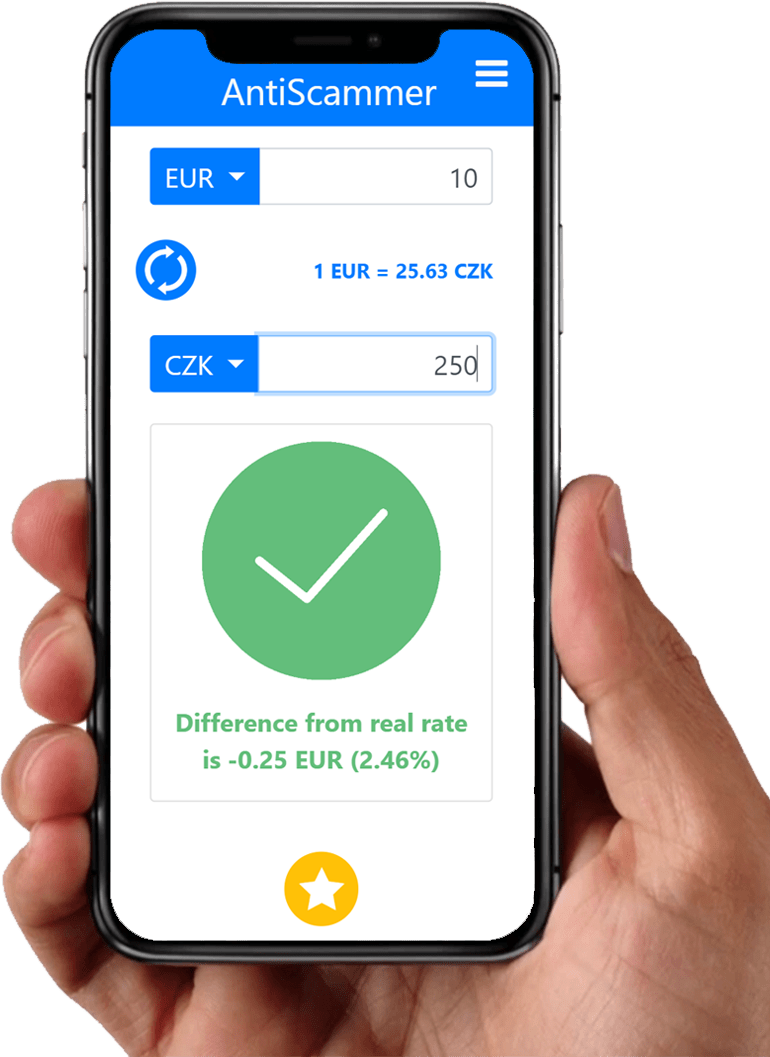 AntiScammer
EUR
10
1 EUR = 25.63 CZK
CZK
250
Difference from real rate
is -0.25 EUR (2.46%)